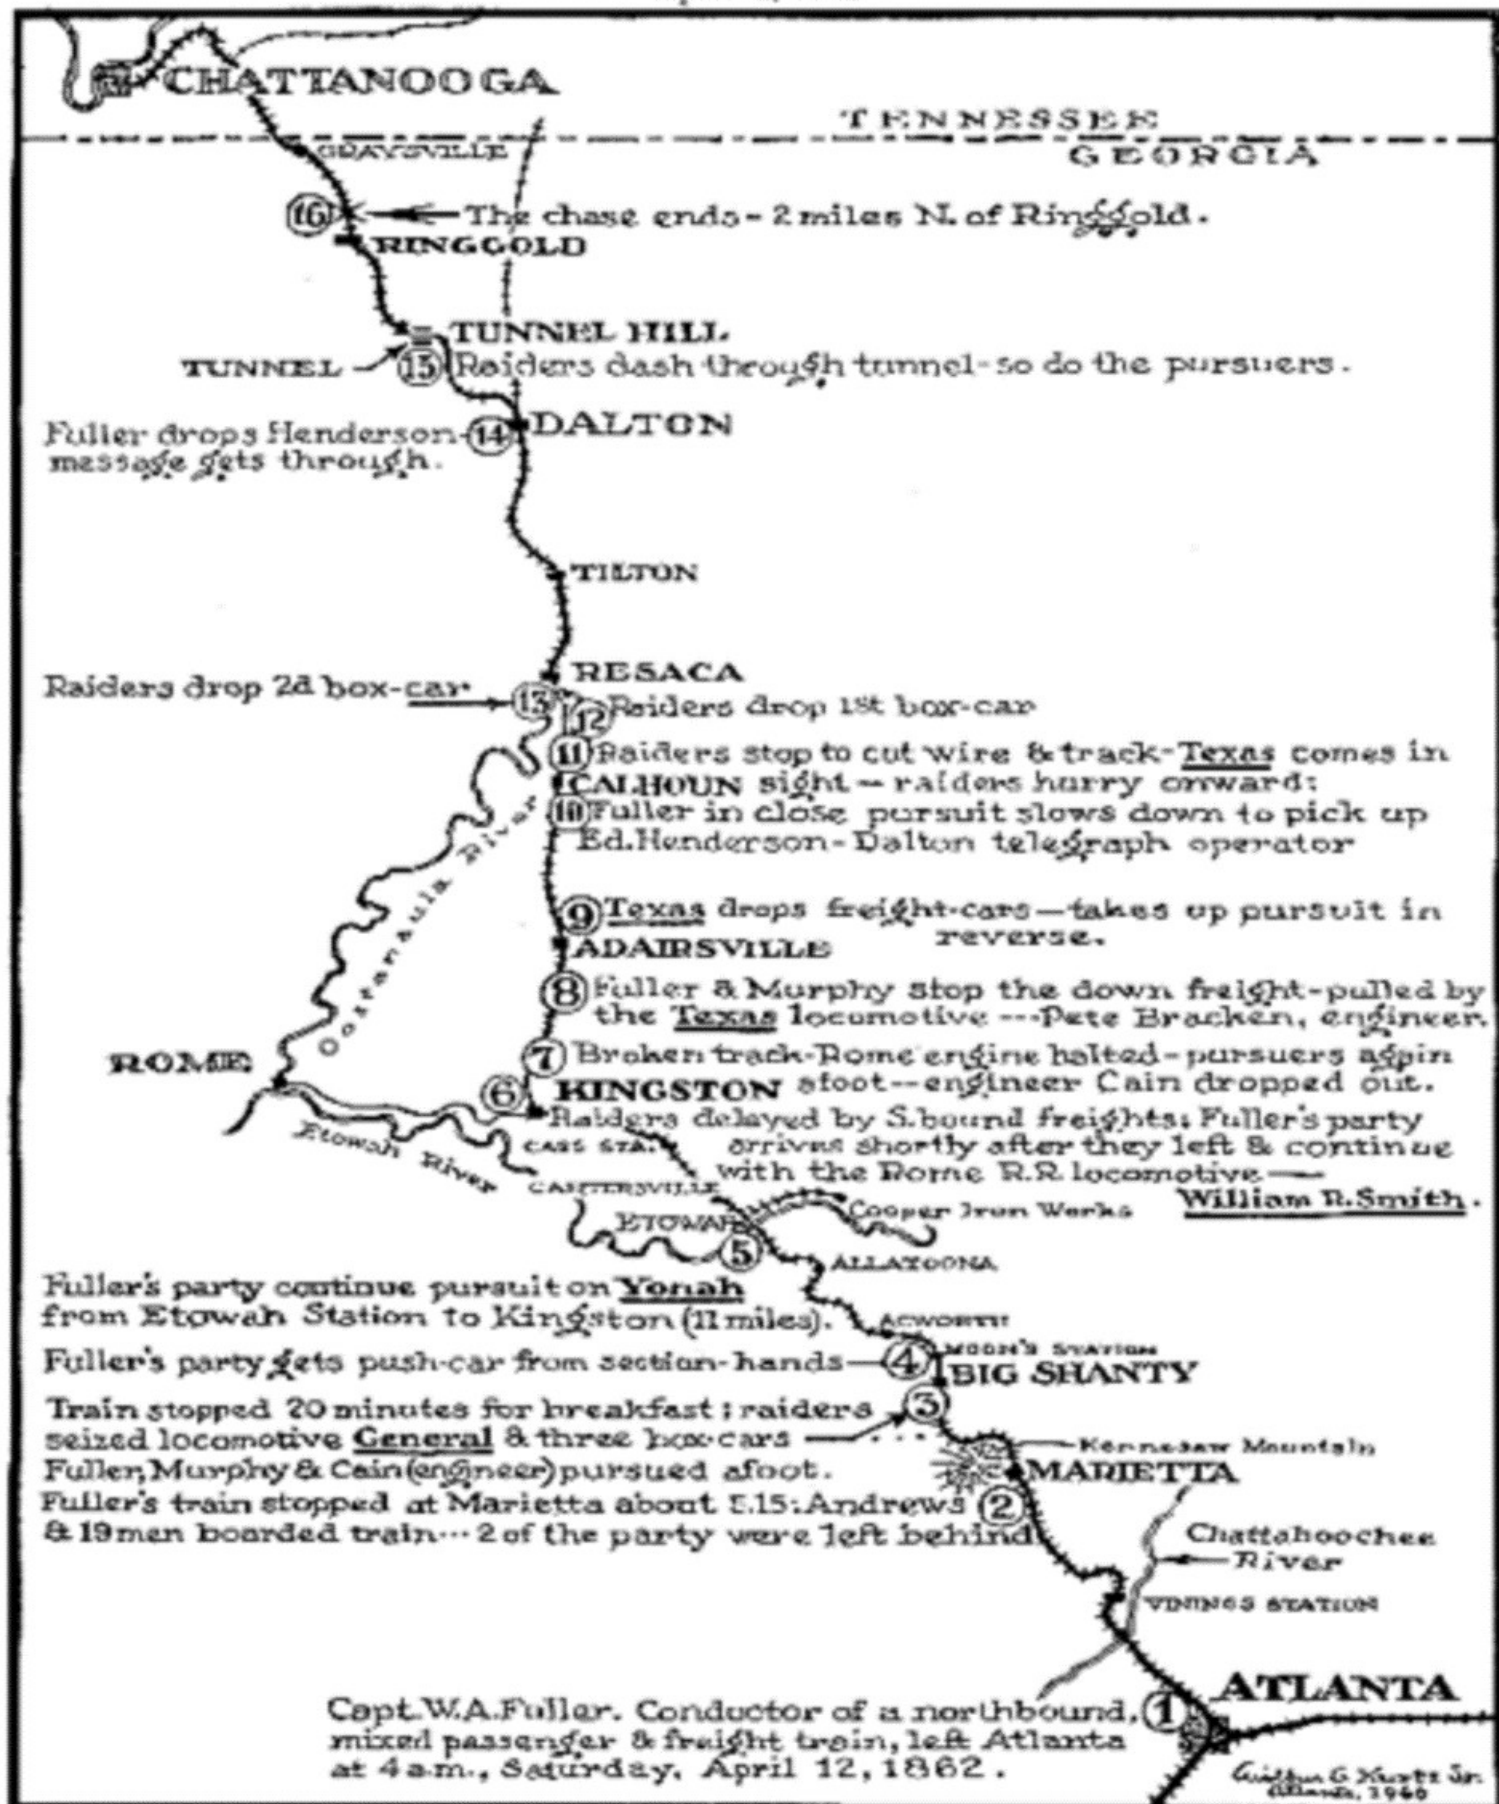 CHATTANOOGA
TENNESSEE
GEORGIA
GRAYSVILLE
16 The chase ends - 2 miles N. of Ringgold.
RINGGOLD
TUNNEL HILL
TUNNEL
15 Raiders dash through tunnel - so do the pursuers.
DALTON
Fuller drops Henderson- 14
message gets through.
TILTON
RESACA
Raiders drop 2d box-car 13
12 Raiders drop 1st box-car
11 Raiders stop to cut wire & track - Texas comes in
CALHOUN sight - raiders hurry onward:
10 Fuller in close pursuit slows down to pick up
Ed. Henderson - Dalton telegraph operator
Oostanaula River
9 Texas drops freight-cars — takes up pursuit in
reverse.
ADAIRSVILLE
8 Fuller & Murphy stop the down freight - pulled by
the Texas locomotive --- Pete Bracken, engineer.
7 Broken track - Rome engine halted - pursuers again
ROME
6 KINGSTON afoot -- engineer Cain dropped out.
Raiders delayed by S. bound freights: Fuller's party
CASS STA. arrives shortly after they left & continue
Etowah River
with the Rome R.R. locomotive —
CARTERSVILLE
William R. Smith.
ETOWAH
Cooper Iron Works
5
ALLATOONA
Fuller's party continue pursuit on Yonah
from Etowah Station to Kingston (11 miles).
ACWORTH
MOON'S STATION
Fuller's party gets push-car from section-hands — 4
BIG SHANTY
Train stopped 20 minutes for breakfast; raiders 3
seized locomotive General & three box-cars
Kennesaw Mountain
Fuller, Murphy & Cain (engineer) pursued afoot.
MARIETTA
Fuller's train stopped at Marietta about 5.15: Andrews 2
& 19 men boarded train --- 2 of the party were left behind
Chattahoochee
River
VININGS STATION
ATLANTA
Capt. W.A. Fuller. Conductor of a northbound, 1
mixed passenger & freight train, left Atlanta
at 4 a.m., Saturday, April 12, 1862.
Wilbur G. Kurtz Sr.
Atlanta, 1960